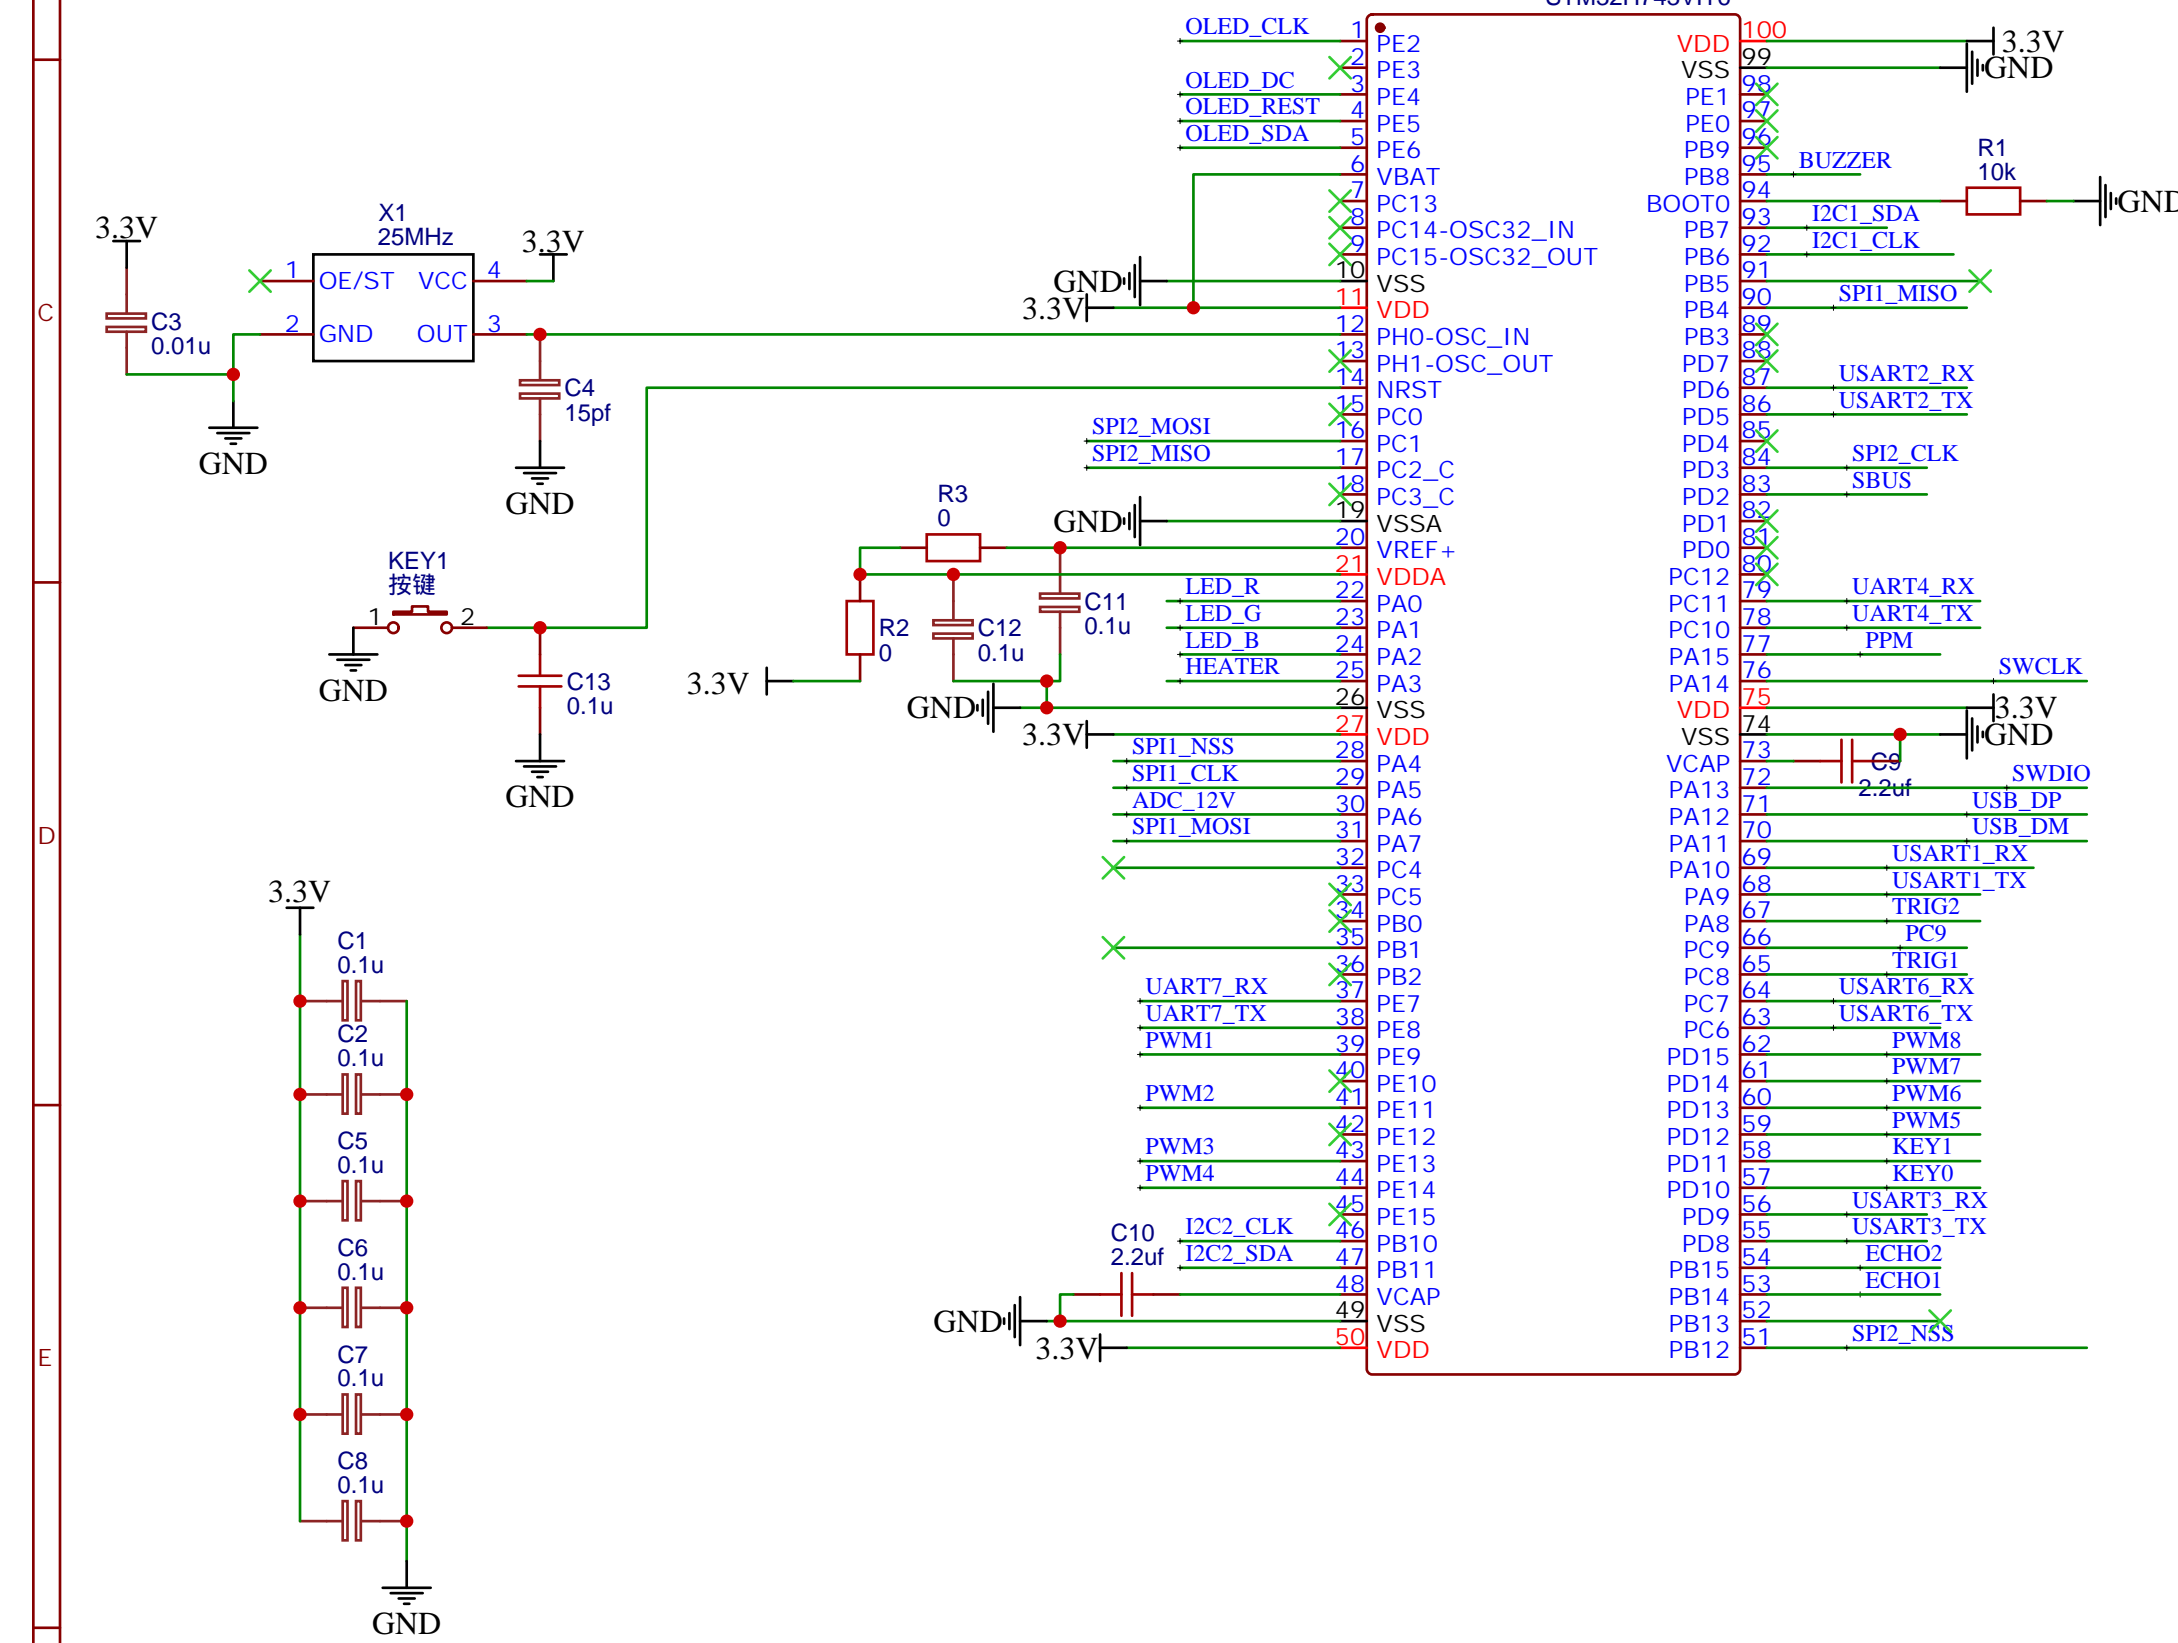 C
D
E
3.3V
C3
0.01u
GND
X1
25MHz
1 OE/ST VCC 4
2 GND OUT 3
3.3V
C4
15pf
GND
KEY1
按键
1 2
GND
C13
0.1u
GND
R3
0
R2
0
3.3V
C12
0.1u
C11
0.1u
GND
3.3V
C1
0.1u
C2
0.1u
C5
0.1u
C6
0.1u
C7
0.1u
C8
0.1u
GND
OLED_CLK 1 PE2
2 PE3
OLED_DC 3 PE4
OLED_REST 4 PE5
OLED_SDA 5 PE6
6 VBAT
7 PC13
8 PC14-OSC32_IN
9 PC15-OSC32_OUT
GND 10 VSS
3.3V 11 VDD
12 PH0-OSC_IN
13 PH1-OSC_OUT
14 NRST
15 PC0
SPI2_MOSI 16 PC1
SPI2_MISO 17 PC2_C
18 PC3_C
GND 19 VSSA
20 VREF+
21 VDDA
LED_R 22 PA0
LED_G 23 PA1
LED_B 24 PA2
HEATER 25 PA3
26 VSS
3.3V 27 VDD
SPI1_NSS 28 PA4
SPI1_CLK 29 PA5
ADC_12V 30 PA6
SPI1_MOSI 31 PA7
32 PC4
33 PC5
34 PB0
35 PB1
36 PB2
UART7_RX 37 PE7
UART7_TX 38 PE8
PWM1 39 PE9
40 PE10
PWM2 41 PE11
42 PE12
PWM3 43 PE13
PWM4 44 PE14
45 PE15
I2C2_CLK 46 PB10
I2C2_SDA 47 PB11
C10
2.2uf
48 VCAP
GND 49 VSS
3.3V 50 VDD
VDD 100 3.3V
VSS 99 GND
PE1 98
PE0 97
PB9 96
PB8 95 BUZZER
BOOT0 94
R1
10k
GND
PB7 93 I2C1_SDA
PB6 92 I2C1_CLK
PB5 91
PB4 90 SPI1_MISO
PB3 89
PD7 88
PD6 87 USART2_RX
PD5 86 USART2_TX
PD4 85
PD3 84 SPI2_CLK
PD2 83 SBUS
PD1 82
PD0 81
PC12 80
PC11 79 UART4_RX
PC10 78 UART4_TX
PA15 77 PPM
PA14 76 SWCLK
VDD 75 3.3V
VSS 74 GND
VCAP 73
C9
2.2uf
PA13 72 SWDIO
PA12 71 USB_DP
PA11 70 USB_DM
PA10 69 USART1_RX
PA9 68 USART1_TX
PA8 67 TRIG2
PC9 66 PC9
PC8 65 TRIG1
PC7 64 USART6_RX
PC6 63 USART6_TX
PD15 62 PWM8
PD14 61 PWM7
PD13 60 PWM6
PD12 59 PWM5
PD11 58 KEY1
PD10 57 KEY0
PD9 56 USART3_RX
PD8 55 USART3_TX
PB15 54 ECHO2
PB14 53 ECHO1
PB13 52
PB12 51 SPI2_NSS